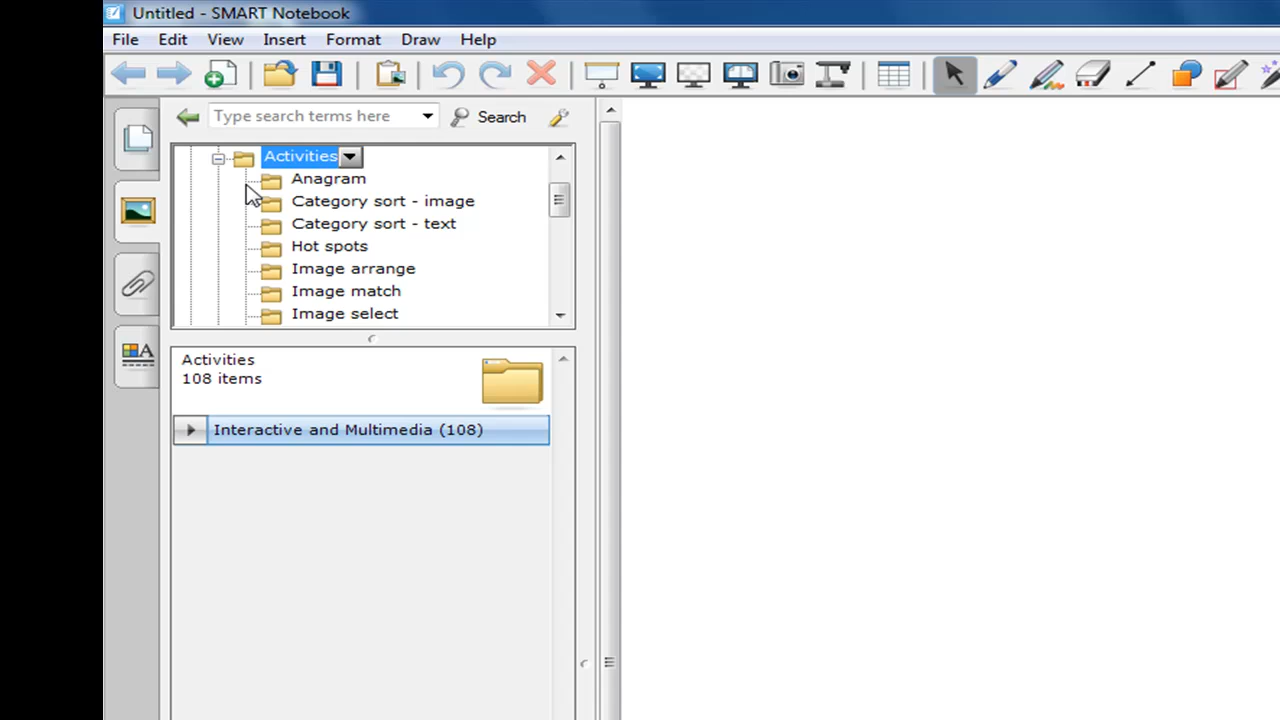 Untitled - SMART Notebook
File Edit View Insert Format Draw Help
Type search terms here Search
Activities
Anagram
Category sort - image
Category sort - text
Hot spots
Image arrange
Image match
Image select
Activities
108 items
Interactive and Multimedia (108)